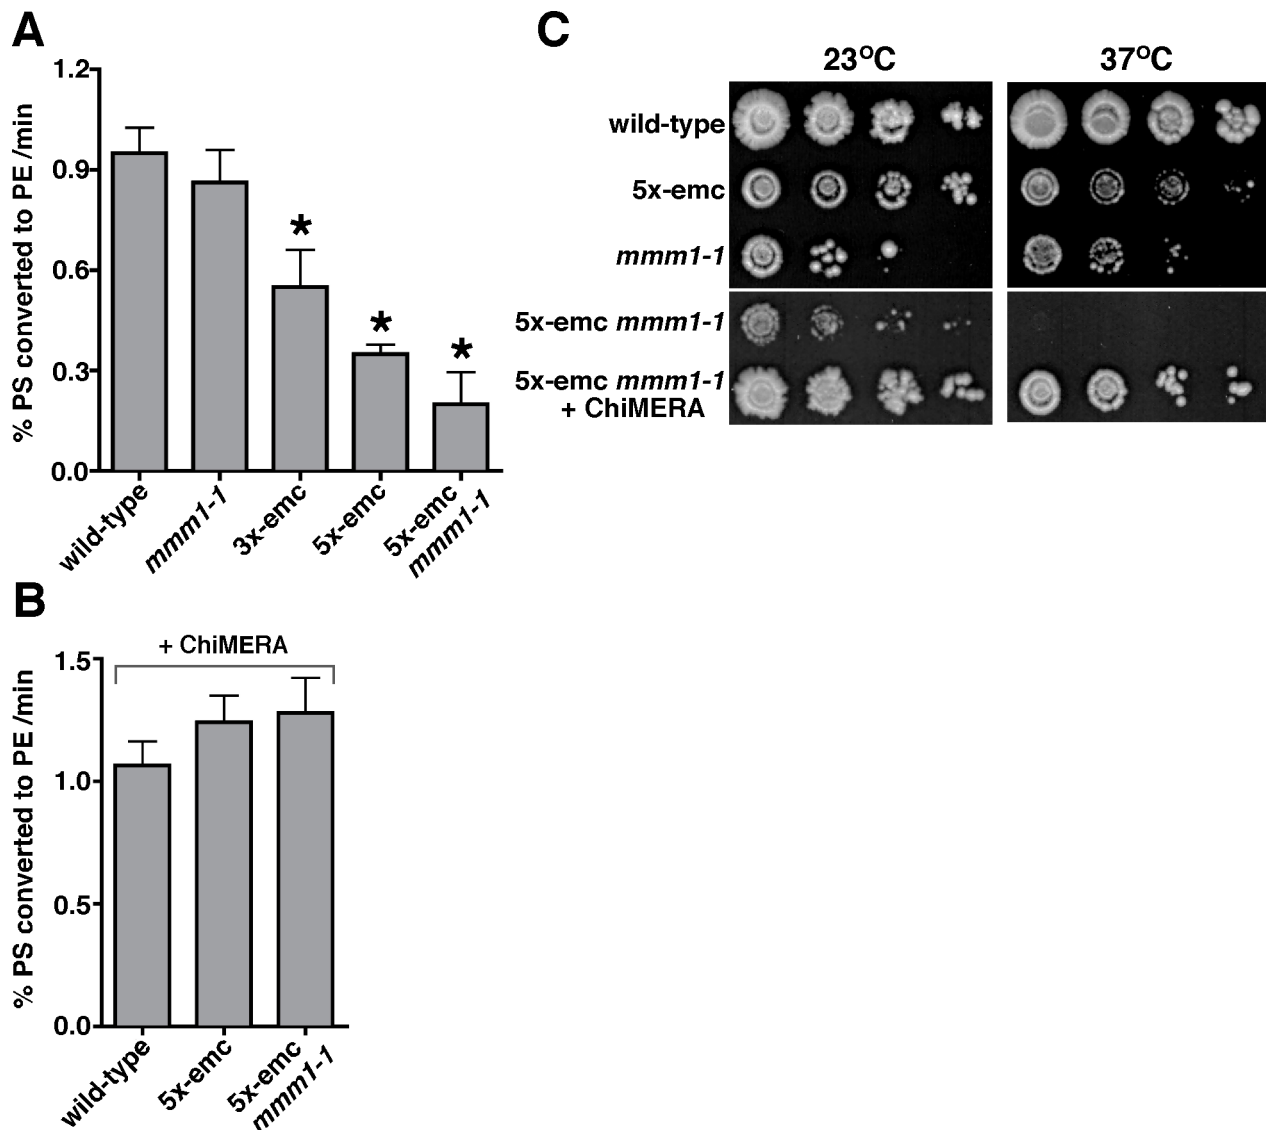 A
% PS converted to PE /min
1.2
0.9
0.6
0.3
0.0
*
*
*
wild-type
mmm1-1
3x-emc
5x-emc
5x-emc
mmm1-1
B
+ ChiMERA
% PS converted to PE /min
1.5
1.0
0.5
0.0
wild-type
5x-emc
5x-emc
mmm1-1
C
23°C
37°C
wild-type
5x-emc
mmm1-1
5x-emc mmm1-1
5x-emc mmm1-1
+ ChiMERA